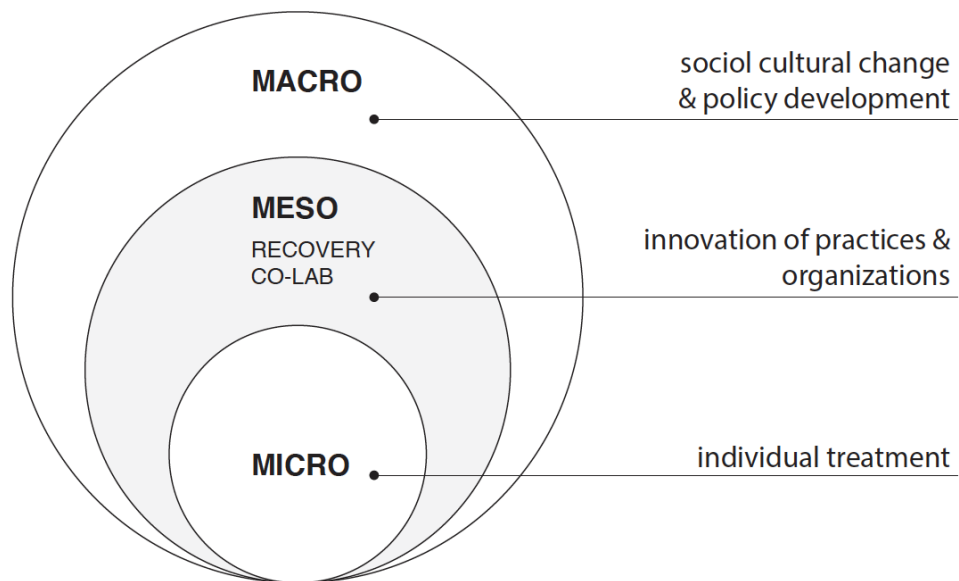 MACRO
sociol cultural change
& policy development
MESO
RECOVERY
CO-LAB
innovation of practices &
organizations
MICRO
individual treatment